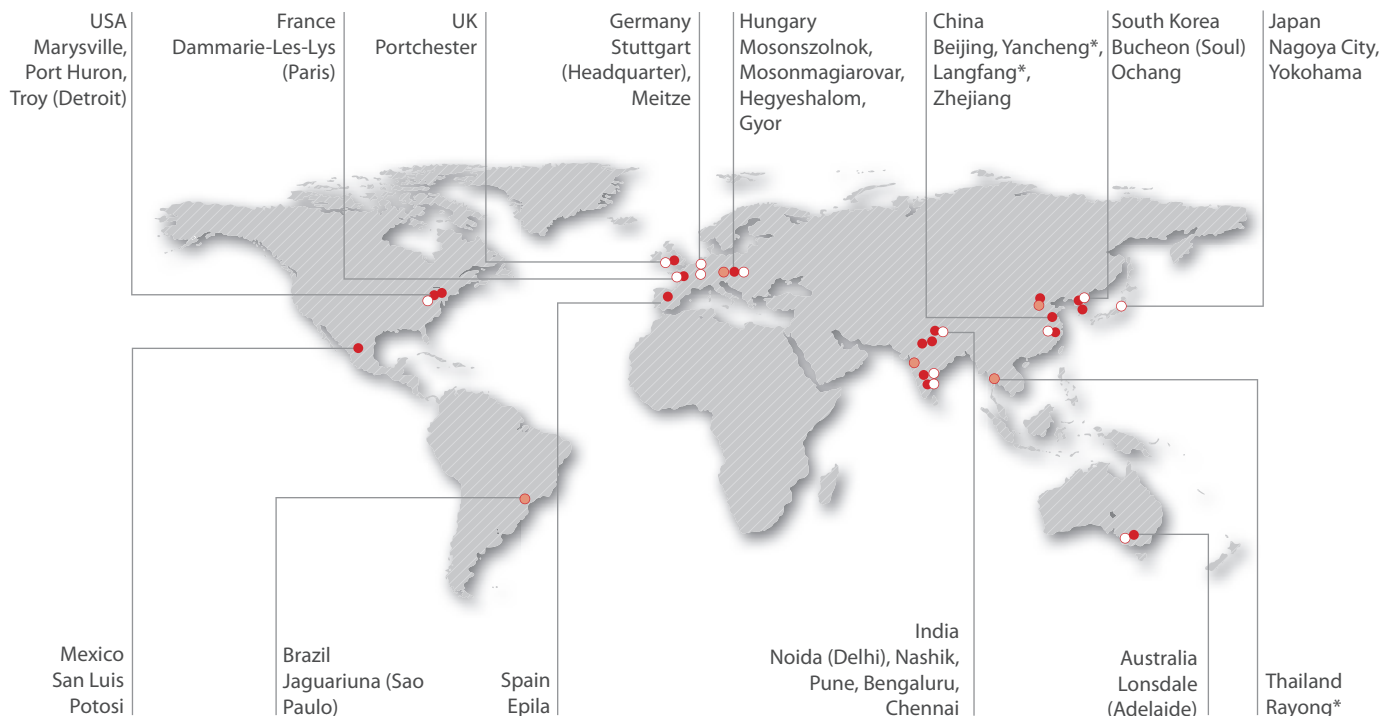 USA
Marysville,
Port Huron,
Troy (Detroit)
France
Dammarie-Les-Lys
(Paris)
UK
Portchester
Germany
Stuttgart
(Headquarter),
Meitze
Hungary
Mosonszolnok,
Mosonmagiarovar,
Hegyeshalom,
Gyor
China
Beijing, Yancheng*,
Langfang*,
Zhejiang
South Korea
Bucheon (Soul)
Ochang
Japan
Nagoya City,
Yokohama
Mexico
San Luis
Potosi
Brazil
Jaguariuna (Sao
Paulo)
Spain
Epila
India
Noida (Delhi), Nashik,
Pune, Bengaluru,
Chennai
Australia
Lonsdale
(Adelaide)
Thailand
Rayong*